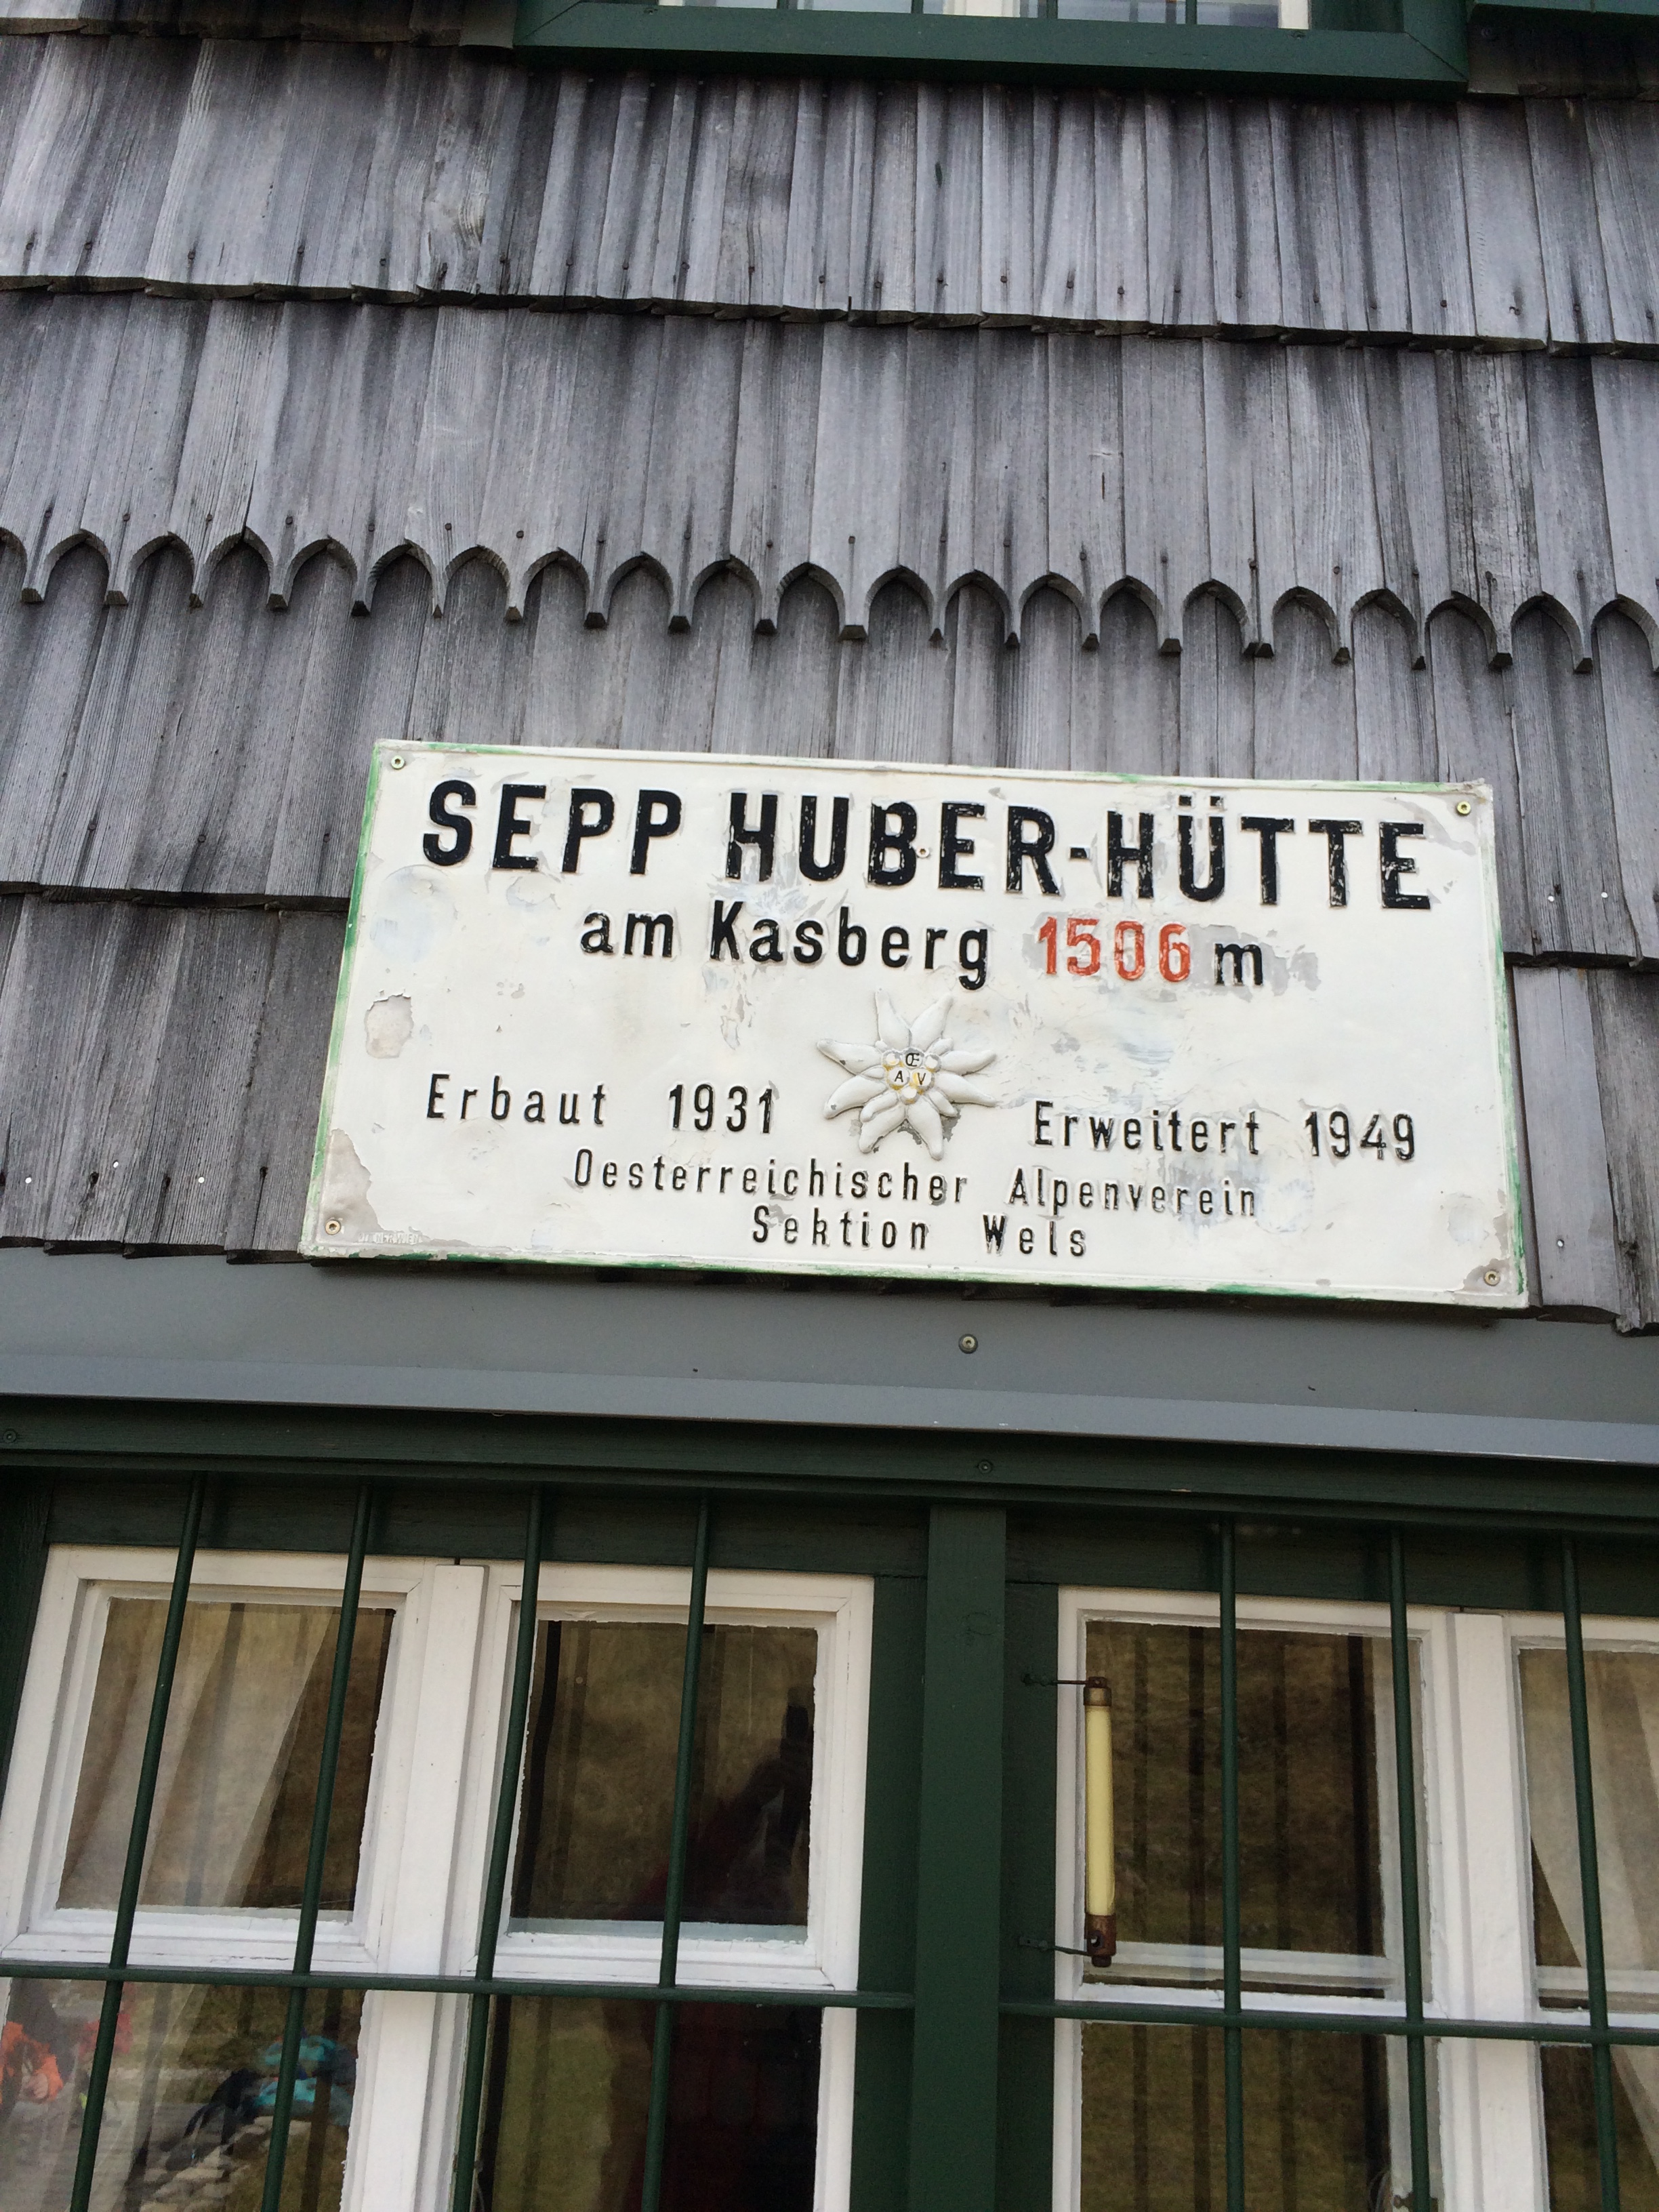 SEPP HUBER-HÜTTE
am Kasberg 1506 m
Œ
A V
Erbaut 1931 Erweitert 1949
Oesterreichischer Alpenverein
Sektion Wels